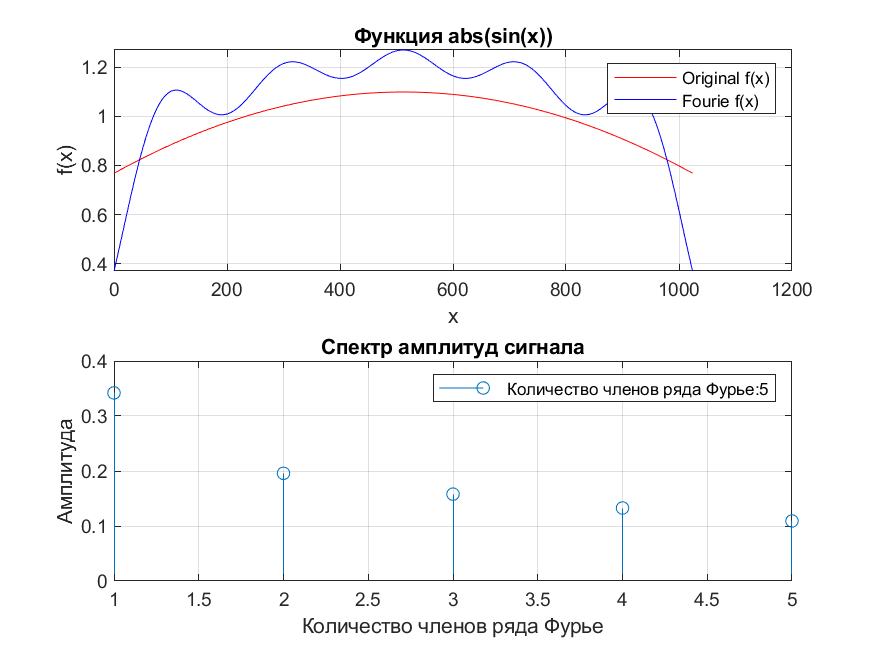 Функция abs(sin(x))
1.2
1
0.8
0.6
0.4
f(x)
Original f(x)
Fourie f(x)
0 200 400 600 800 1000 1200
x
Спектр амплитуд сигнала
0.4
0.3
0.2
0.1
0
Амплитуда
Количество членов ряда Фурье:5
1 1.5 2 2.5 3 3.5 4 4.5 5
Количество членов ряда Фурье